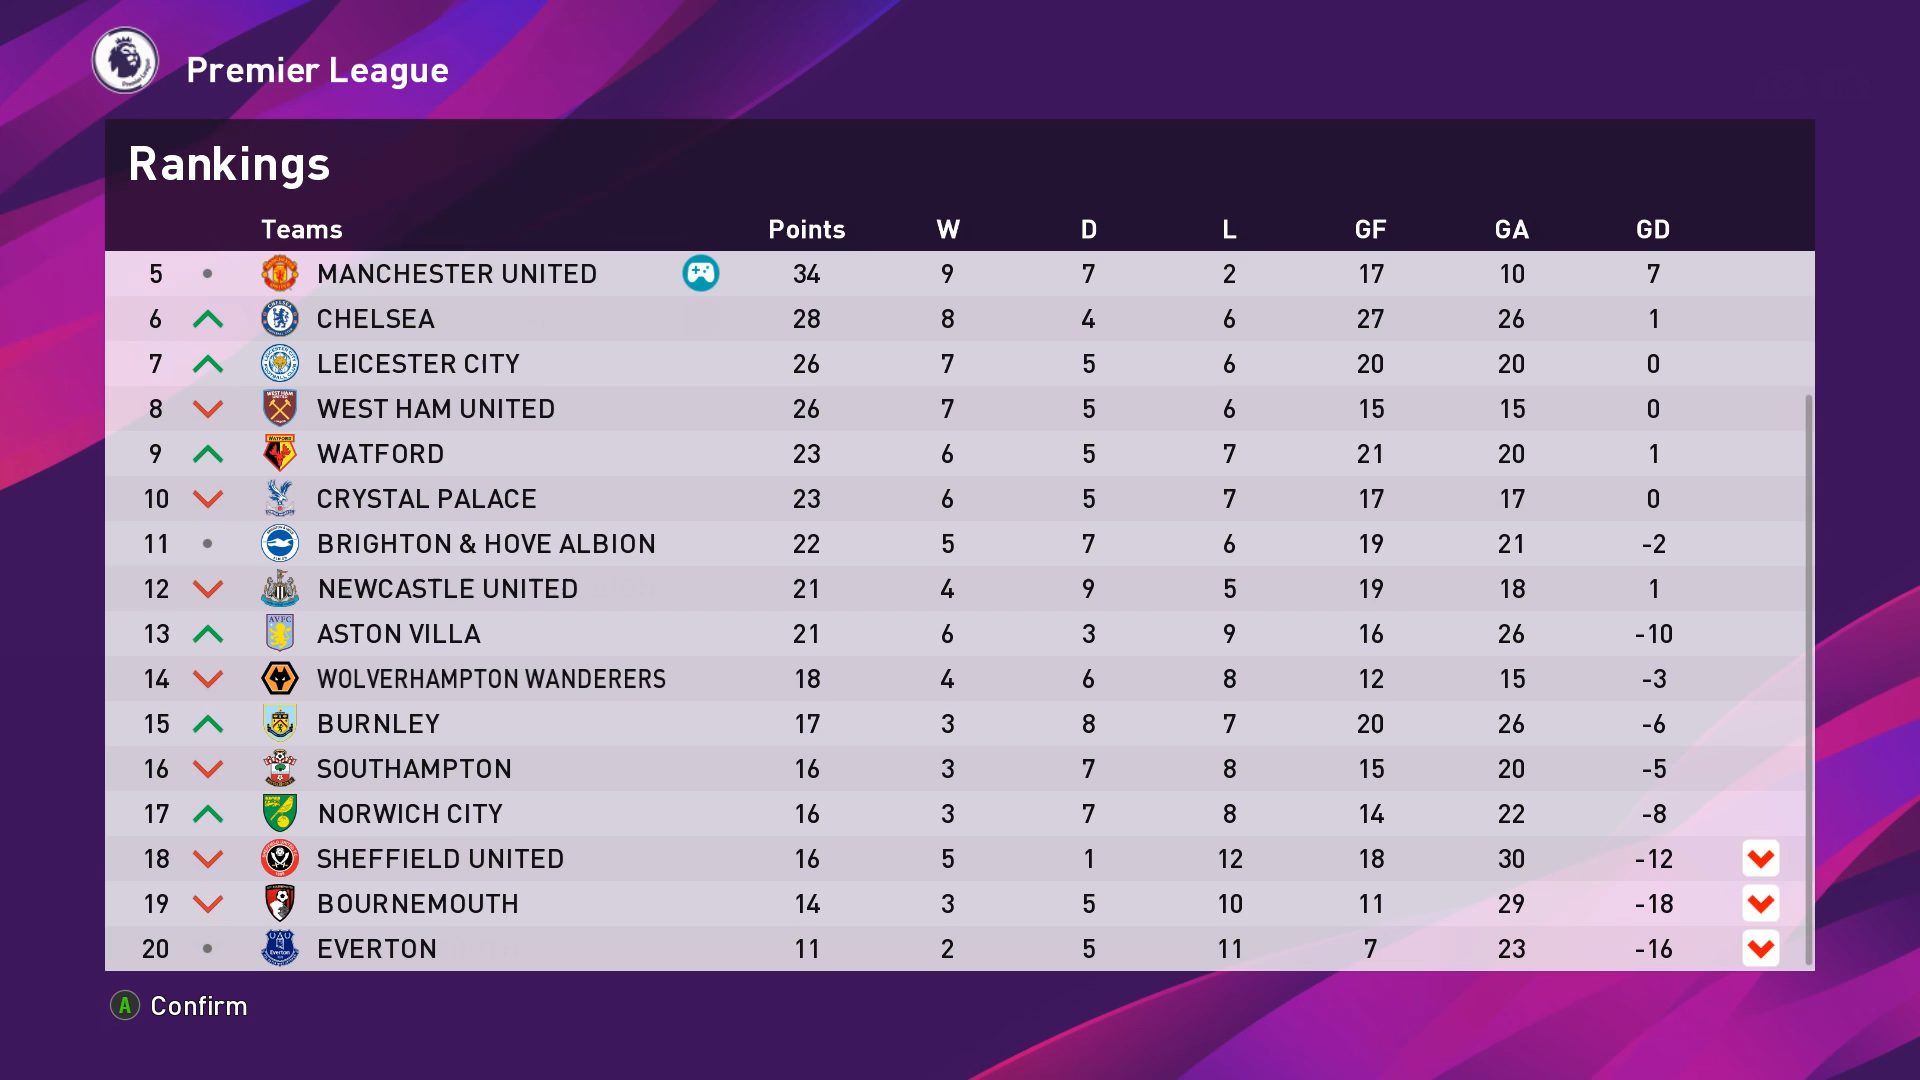 Premier League
Rankings
Teams Points W D L GF GA GD
5 MANCHESTER UNITED 34 9 7 2 17 10 7
6 CHELSEA 28 8 4 6 27 26 1
7 LEICESTER CITY 26 7 5 6 20 20 0
8 WEST HAM UNITED 26 7 5 6 15 15 0
9 WATFORD 23 6 5 7 21 20 1
10 CRYSTAL PALACE 23 6 5 7 17 17 0
11 BRIGHTON & HOVE ALBION 22 5 7 6 19 21 -2
12 NEWCASTLE UNITED 21 4 9 5 19 18 1
13 ASTON VILLA 21 6 3 9 16 26 -10
14 WOLVERHAMPTON WANDERERS 18 4 6 8 12 15 -3
15 BURNLEY 17 3 8 7 20 26 -6
16 SOUTHAMPTON 16 3 7 8 15 20 -5
17 NORWICH CITY 16 3 7 8 14 22 -8
18 SHEFFIELD UNITED 16 5 1 12 18 30 -12
19 BOURNEMOUTH 14 3 5 10 11 29 -18
20 EVERTON 11 2 5 11 7 23 -16
A Confirm